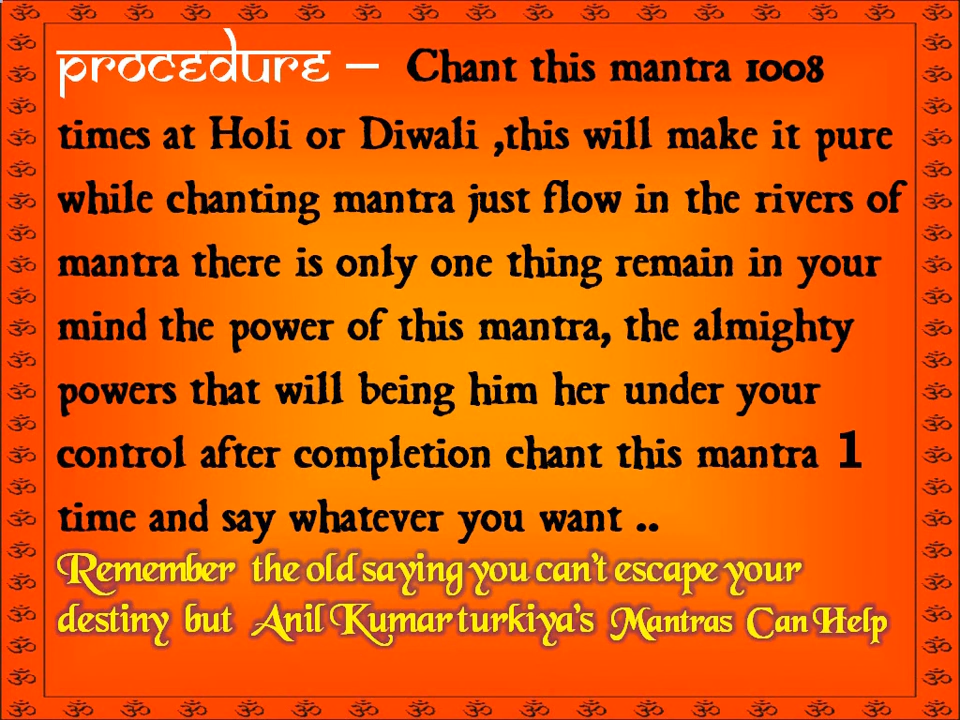 Procedure – Chant this mantra 1008
times at Holi or Diwali ,this will make it pure
while chanting mantra just flow in the rivers of
mantra there is only one thing remain in your
mind the power of this mantra, the almighty
powers that will being him her under your
control after completion chant this mantra 1
time and say whatever you want ..
Remember the old saying you can't escape your
destiny but Anil Kumar turkiya's Mantras Can Help